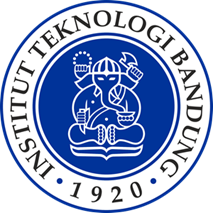 INSTITUT TEKNOLOGI BANDUNG
· 1920 ·